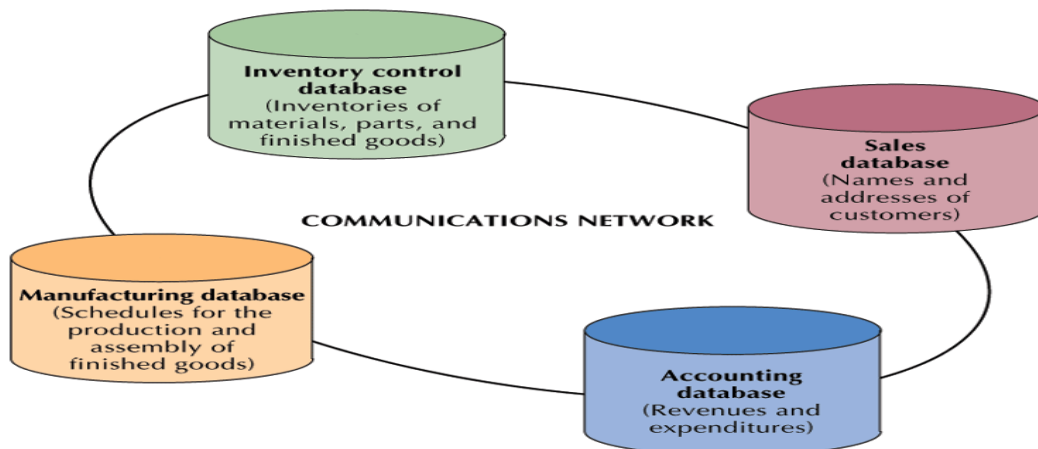 Inventory control
database
(Inventories of
materials, parts, and
finished goods)
Sales
database
(Names and
addresses of
customers)
COMMUNICATIONS NETWORK
Manufacturing database
(Schedules for the
production and
assembly of
finished goods)
Accounting
database
(Revenues and
expenditures)